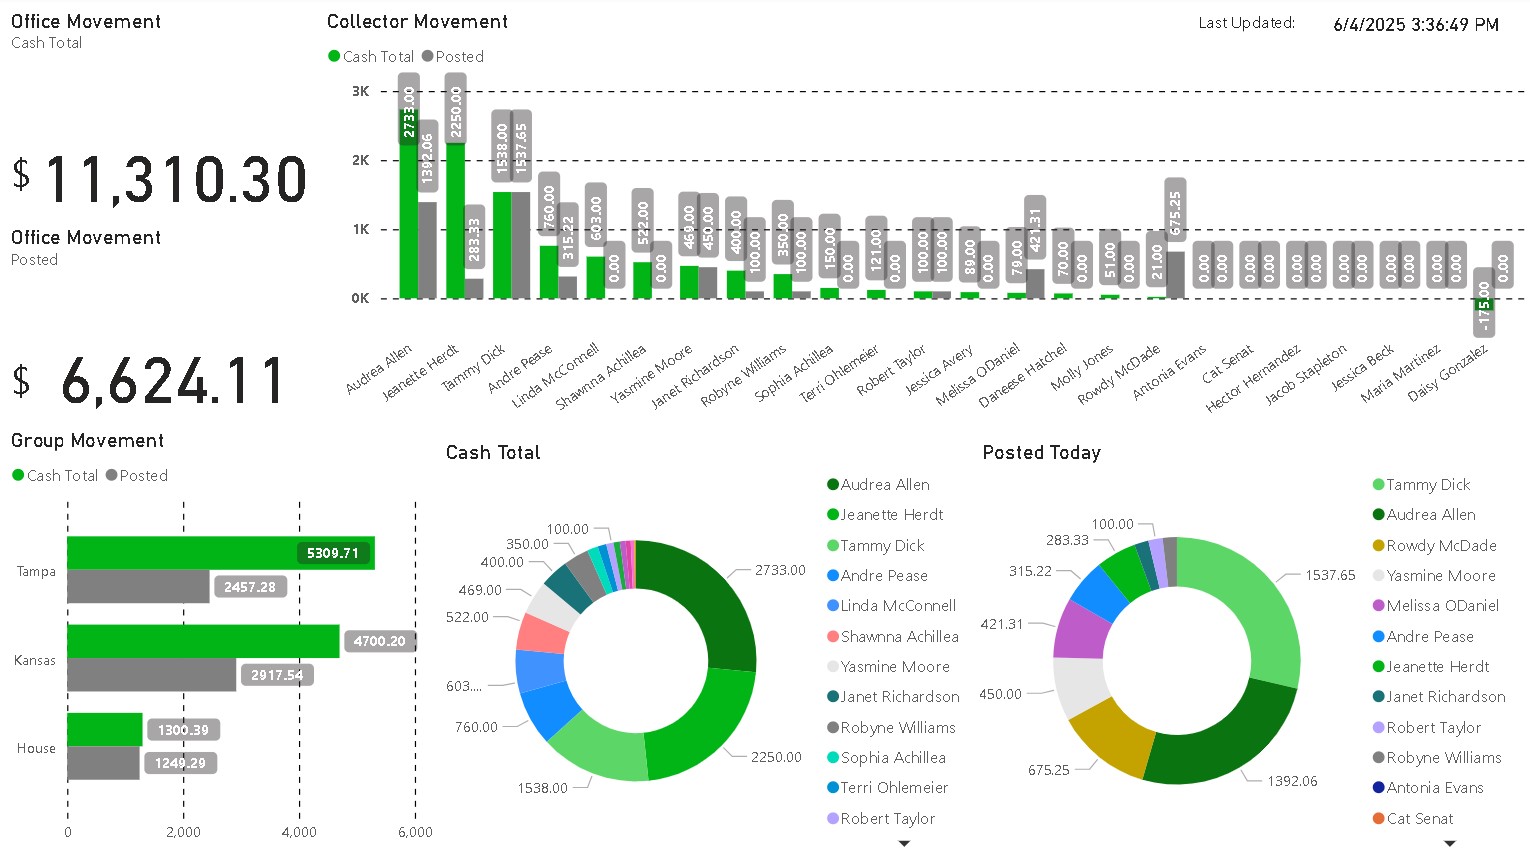 Office Movement
Cash Total
$ 11,310.30
Office Movement
Posted
$ 6,624.11
Collector Movement
Last Updated: 6/4/2025 3:36:49 PM
Cash Total Posted
3K
2K
1K
0K
2733.00 1392.06 2250.00 283.33 1538.00 1537.65 760.00 315.22 603.00 0.00 522.00 0.00 469.00 450.00 400.00 100.00 350.00 100.00 150.00 0.00 121.00 0.00 100.00 100.00 89.00 0.00 79.00 421.31 70.00 0.00 51.00 0.00 21.00 675.25 0.00 0.00 0.00 0.00 0.00 0.00 0.00 0.00 0.00 0.00 0.00 0.00 -175.00 0.00
Audrea Allen
Jeanette Herdt
Tammy Dick
Andre Pease
Linda McConnell
Shawnna Achillea
Yasmine Moore
Janet Richardson
Robyne Williams
Sophia Achillea
Terri Ohlemeier
Robert Taylor
Jessica Avery
Melissa ODaniel
Daneese Hatchel
Molly Jones
Rowdy McDade
Antonia Evans
Cat Senat
Hector Hernandez
Jacob Stapleton
Jessica Beck
Maria Martinez
Daisy Gonzalez
Group Movement
Cash Total Posted
Tampa
5309.71
2457.28
Kansas
4700.20
2917.54
House
1300.39
1249.29
0 2,000 4,000 6,000
Cash Total
2733.00
2250.00
1538.00
760.00
603...
522.00
469.00
400.00
350.00
100.00
Audrea Allen
Jeanette Herdt
Tammy Dick
Andre Pease
Linda McConnell
Shawnna Achillea
Yasmine Moore
Janet Richardson
Robyne Williams
Sophia Achillea
Terri Ohlemeier
Robert Taylor
Posted Today
1537.65
1392.06
675.25
450.00
421.31
315.22
283.33
100.00
Tammy Dick
Audrea Allen
Rowdy McDade
Yasmine Moore
Melissa ODaniel
Andre Pease
Jeanette Herdt
Janet Richardson
Robert Taylor
Robyne Williams
Antonia Evans
Cat Senat